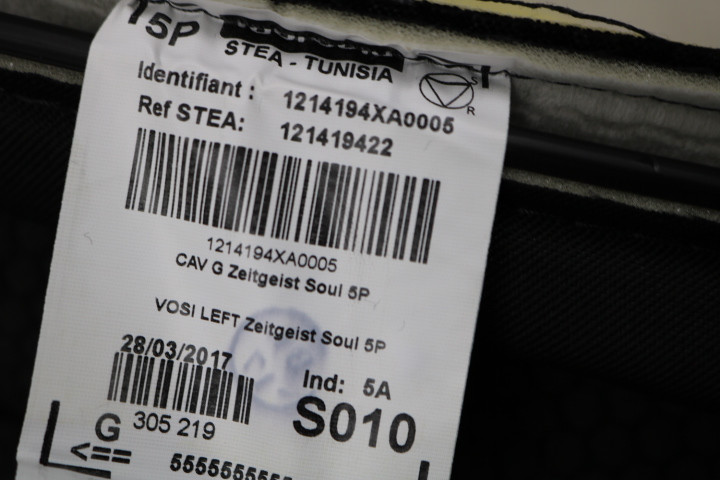 5P
STEA - TUNISIA
S
R
Identifiant : 1214194XA0005
Ref STEA: 121419422
1214194XA0005
CAV G Zeitgeist Soul 5P
VOSI LEFT Zeitgeist Soul 5P
28/03/2017
Ind: 5A
S010
G 305 219
<== 5555555555